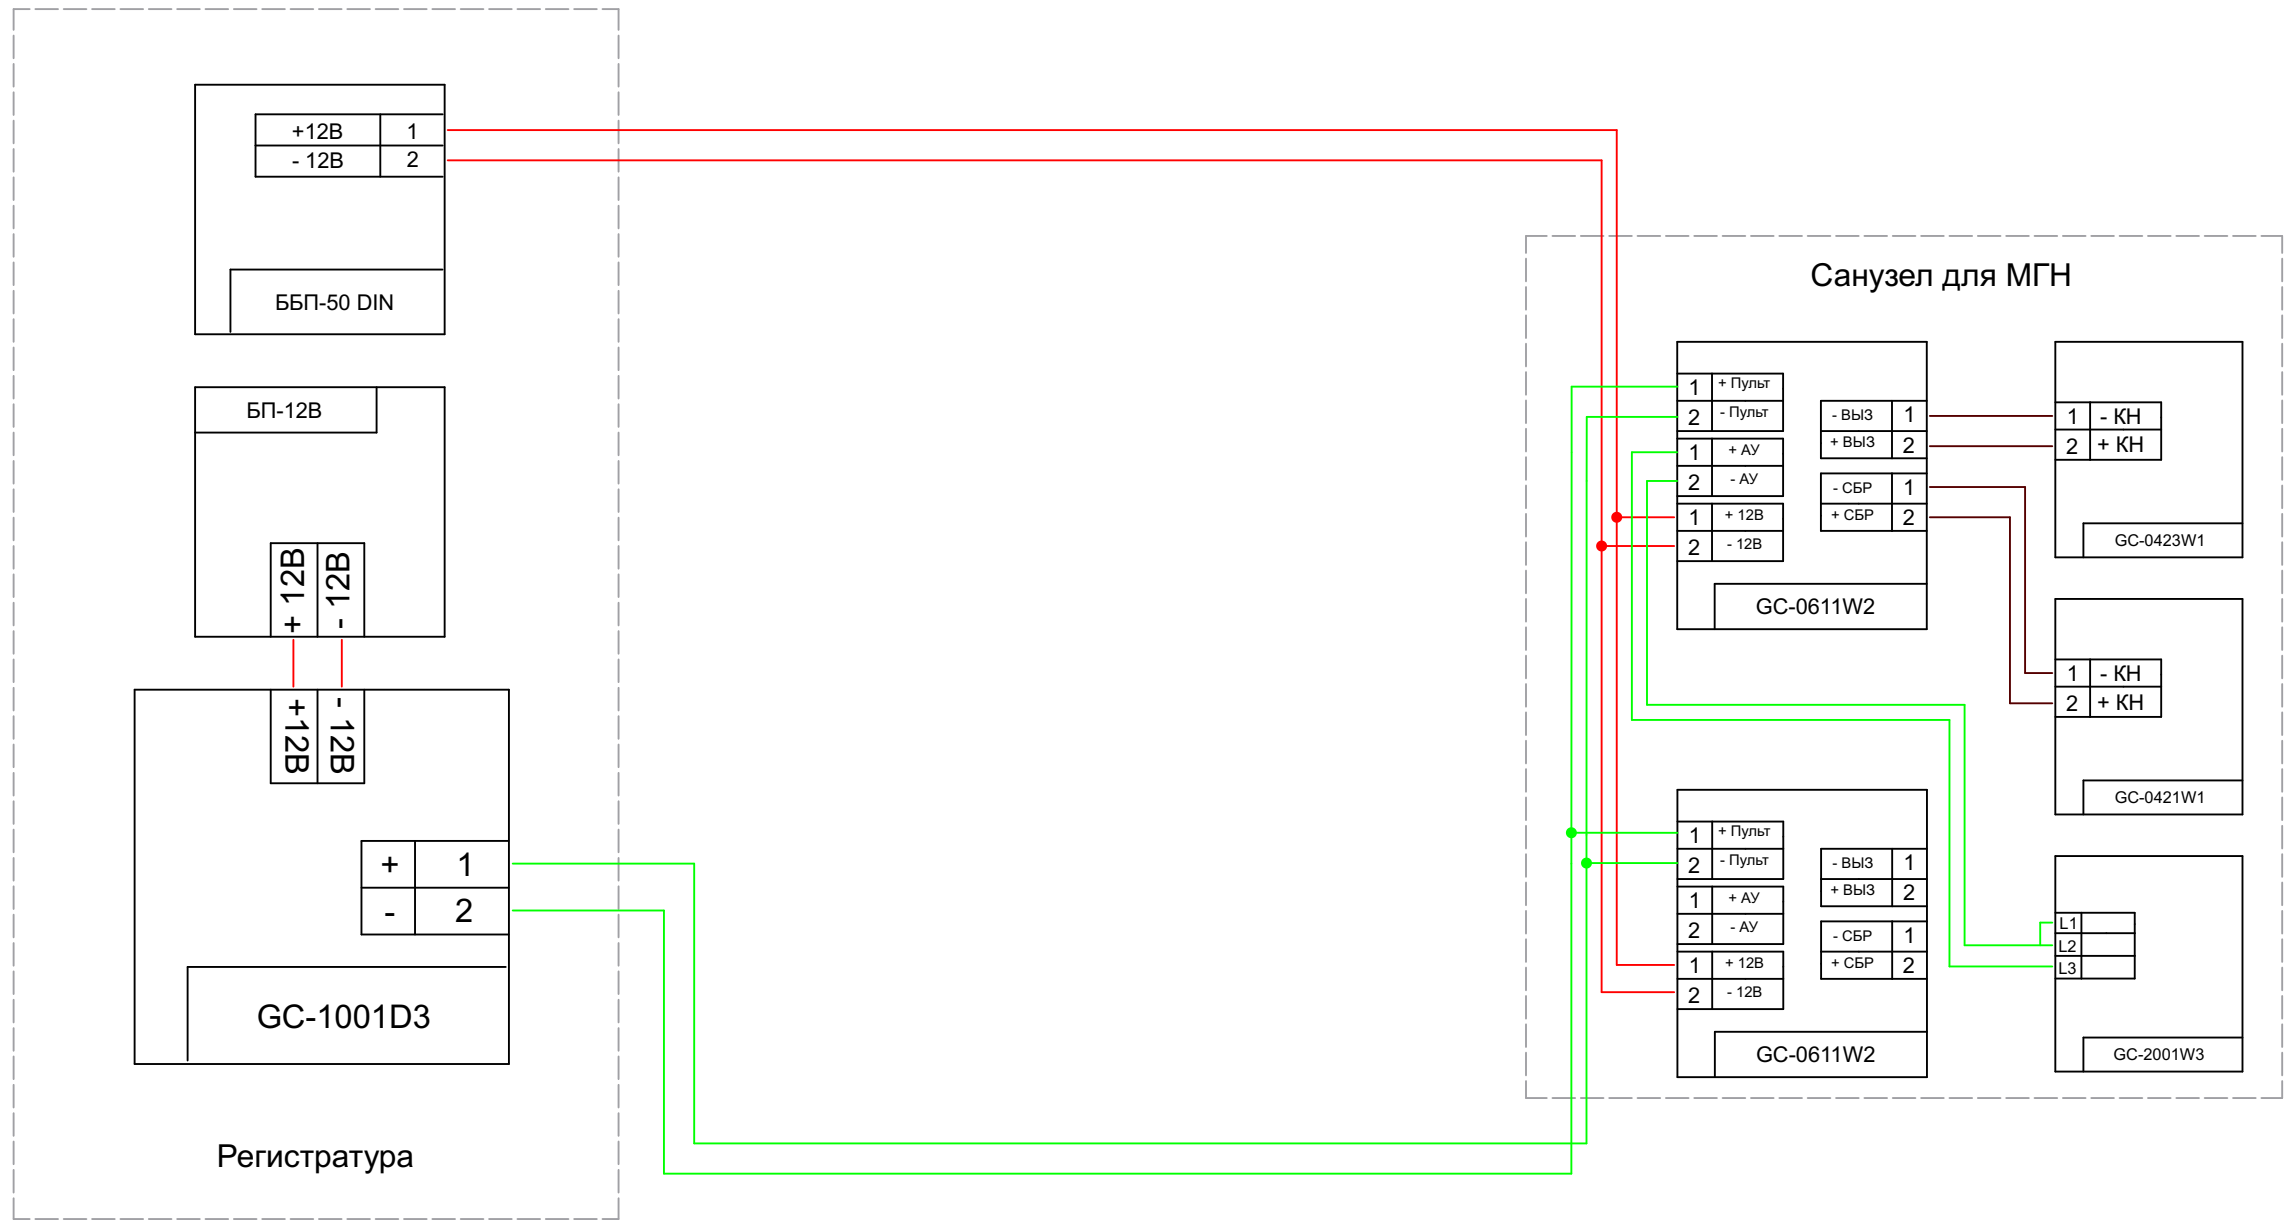 +12В 1
- 12В 2
ББП-50 DIN
БП-12В
+ 12В
- 12В
+12В
- 12В
+ 1
- 2
GC-1001D3
Регистратура
Санузел для МГН
1 + Пульт
2 - Пульт
1 + АУ
2 - АУ
1 + 12В
2 - 12В
- ВЫЗ 1
+ ВЫЗ 2
- СБР 1
+ СБР 2
GC-0611W2
1 - КН
2 + КН
GC-0423W1
1 - КН
2 + КН
GC-0421W1
1 + Пульт
2 - Пульт
1 + АУ
2 - АУ
1 + 12В
2 - 12В
- ВЫЗ 1
+ ВЫЗ 2
- СБР 1
+ СБР 2
GC-0611W2
L1
L2
L3
GC-2001W3